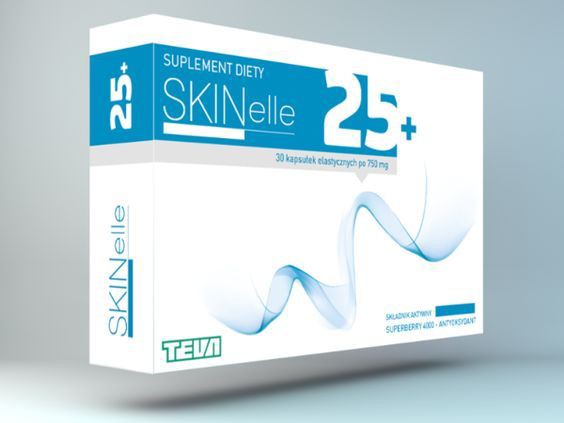 25+
SKINelle
SUPLEMENT DIETY
SKINelle
25+
30 kapsułek elastycznych po 750 mg
SKŁADNIK AKTYWNY
SUPERBERRY 4000 - ANTYOKSYDANT
TEVA